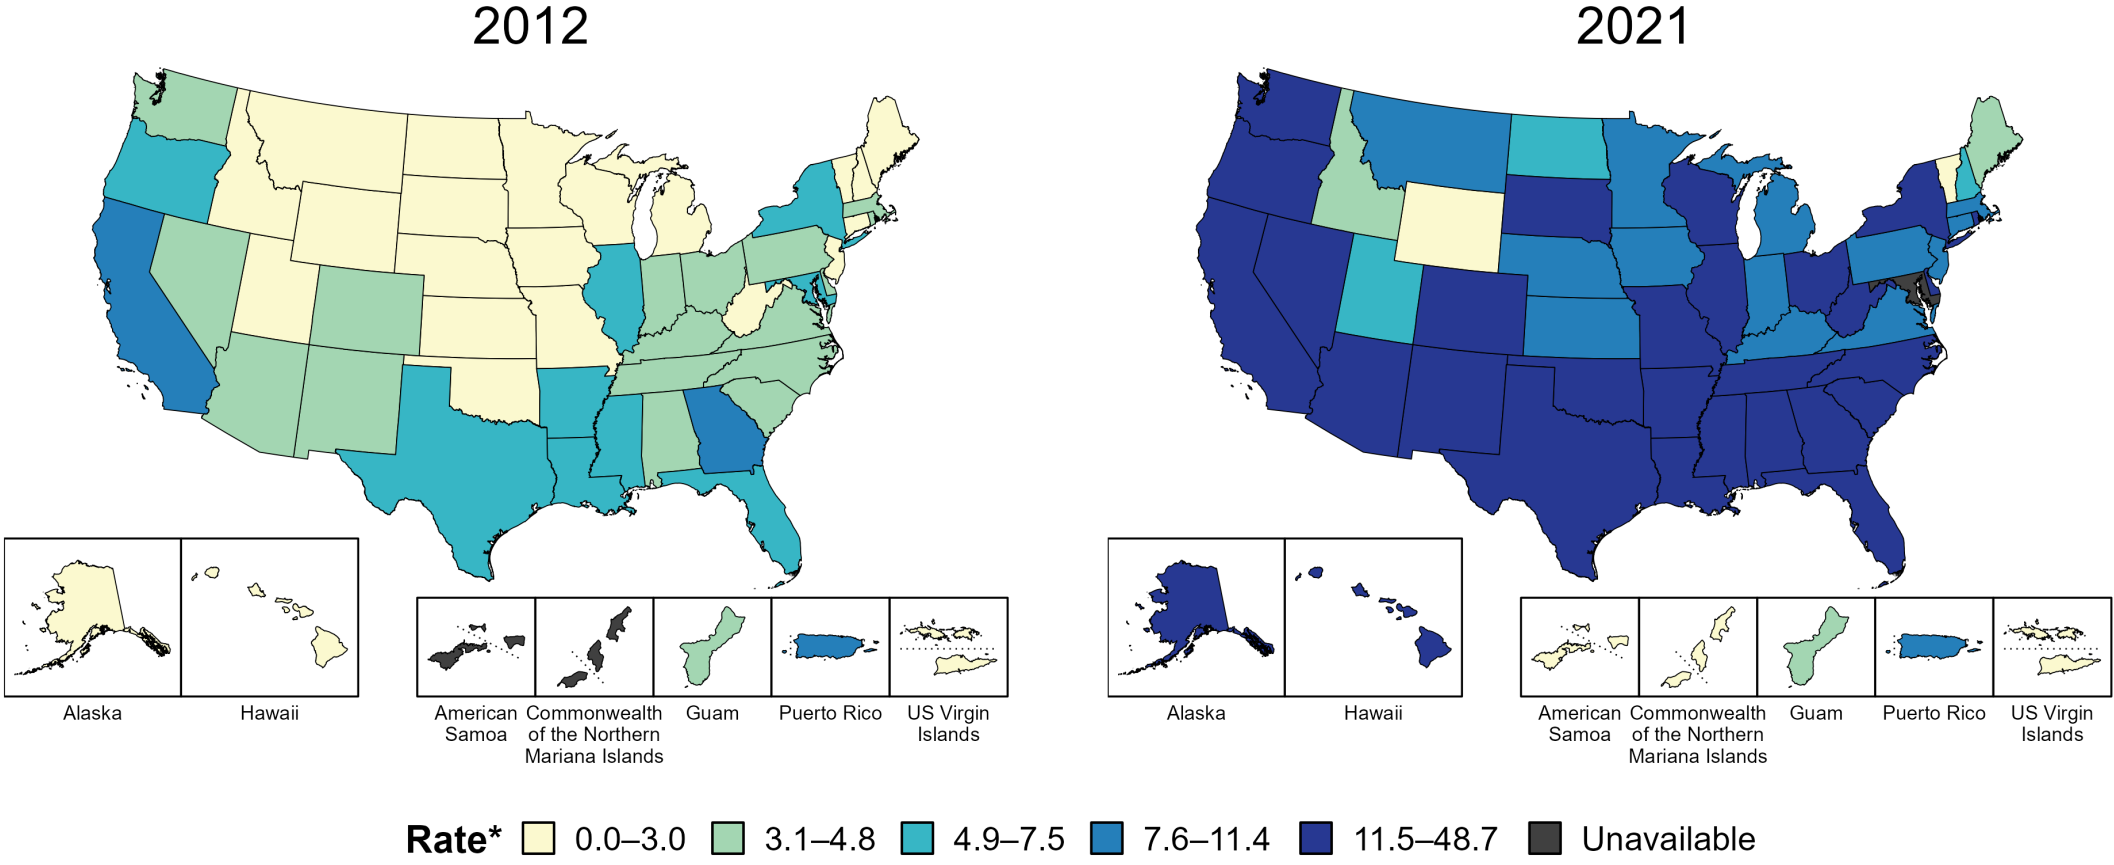 2012
2021
Alaska
Hawaii
American
Samoa
Commonwealth
of the Northern
Mariana Islands
Guam
Puerto Rico
US Virgin
Islands
Alaska
Hawaii
American
Samoa
Commonwealth
of the Northern
Mariana Islands
Guam
Puerto Rico
US Virgin
Islands
Rate* 0.0–3.0 3.1–4.8 4.9–7.5 7.6–11.4 11.5–48.7 Unavailable